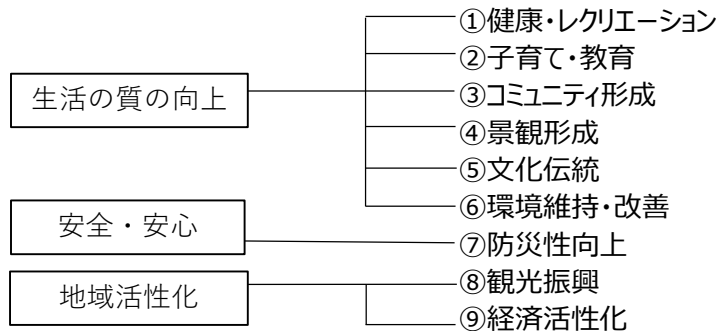 ①健康・レクリエーション
②子育て・教育
生活の質の向上
③コミュニティ形成
④景観形成
⑤文化伝統
⑥環境維持・改善
安全・安心
⑦防災性向上
地域活性化
⑧観光振興
⑨経済活性化